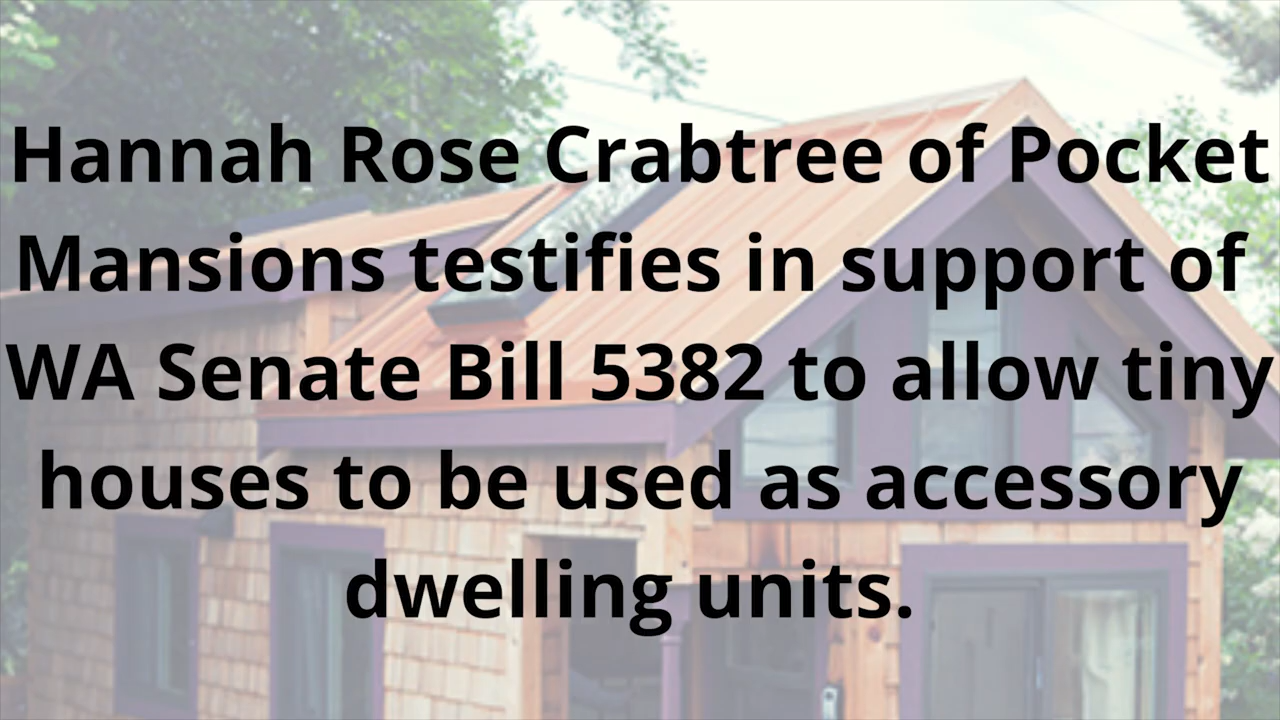 Hannah Rose Crabtree of Pocket
Mansions testifies in support of
WA Senate Bill 5382 to allow tiny
houses to be used as accessory
dwelling units.